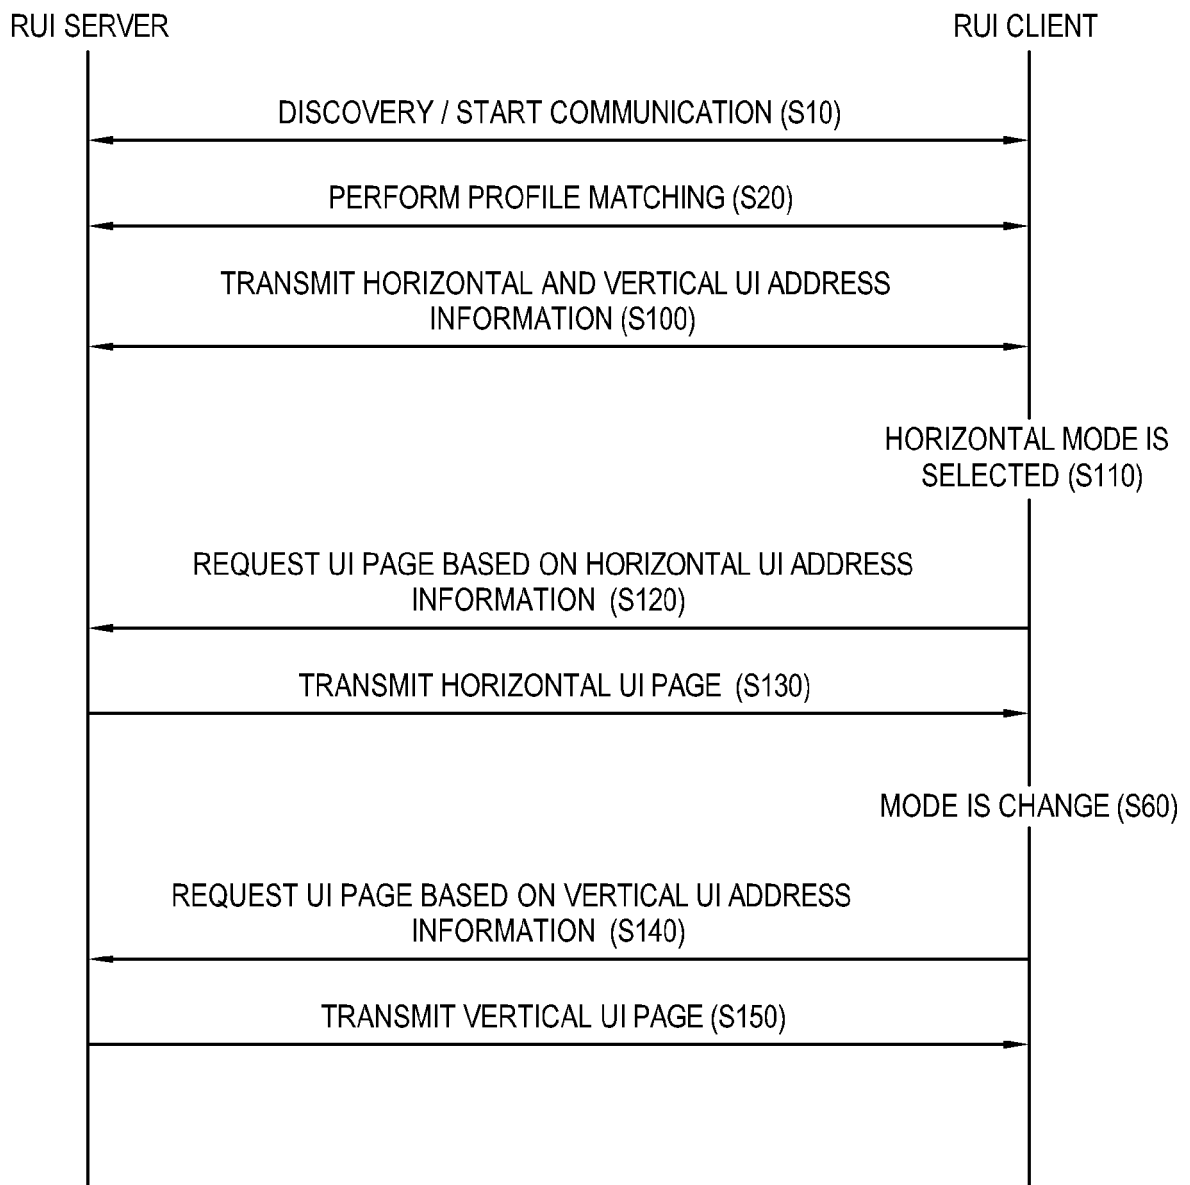 RUI SERVER
RUI CLIENT
DISCOVERY / START COMMUNICATION (S10)
PERFORM PROFILE MATCHING (S20)
TRANSMIT HORIZONTAL AND VERTICAL UI ADDRESS
INFORMATION (S100)
HORIZONTAL MODE IS
SELECTED (S110)
REQUEST UI PAGE BASED ON HORIZONTAL UI ADDRESS
INFORMATION (S120)
TRANSMIT HORIZONTAL UI PAGE (S130)
MODE IS CHANGE (S60)
REQUEST UI PAGE BASED ON VERTICAL UI ADDRESS
INFORMATION (S140)
TRANSMIT VERTICAL UI PAGE (S150)